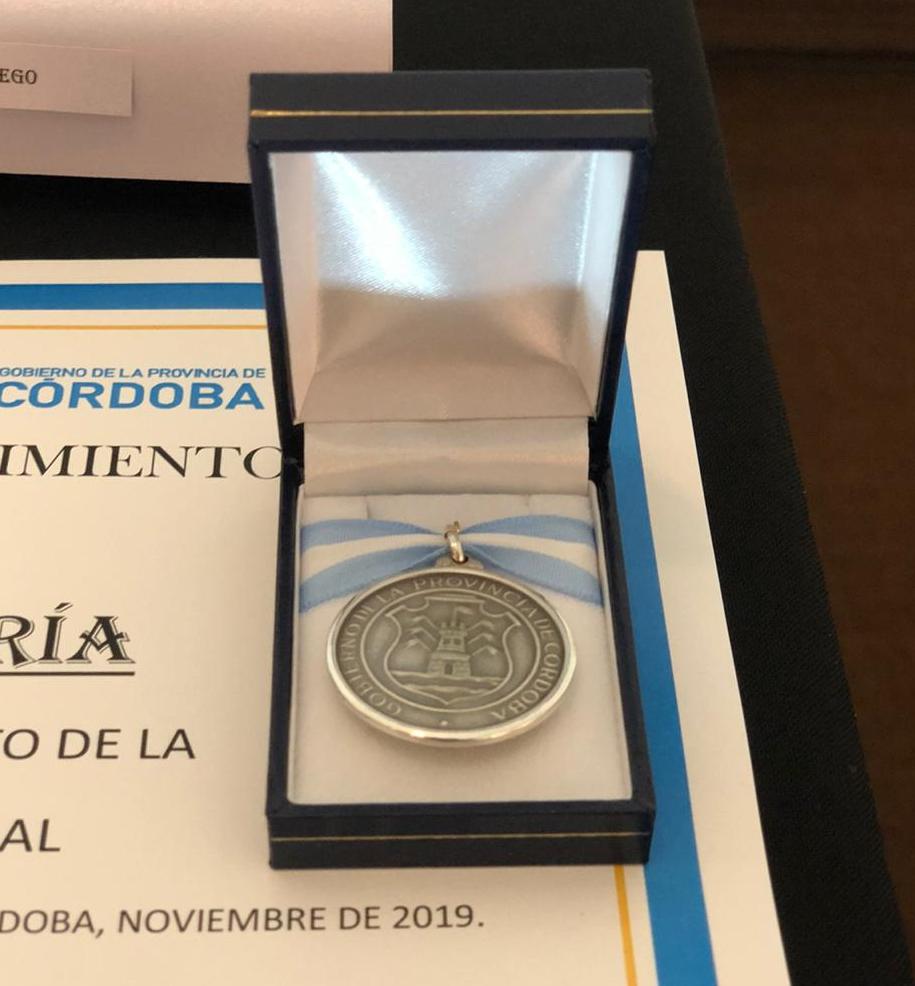 EGO
GOBIERNO DE LA PROVINCIA DE
CÓRDOBA
IMIENTO
GOBIERNO DE LA PROVINCIA DE CORDOBA
RÍA
TO DE LA
AL
DOBA, NOVIEMBRE DE 2019.